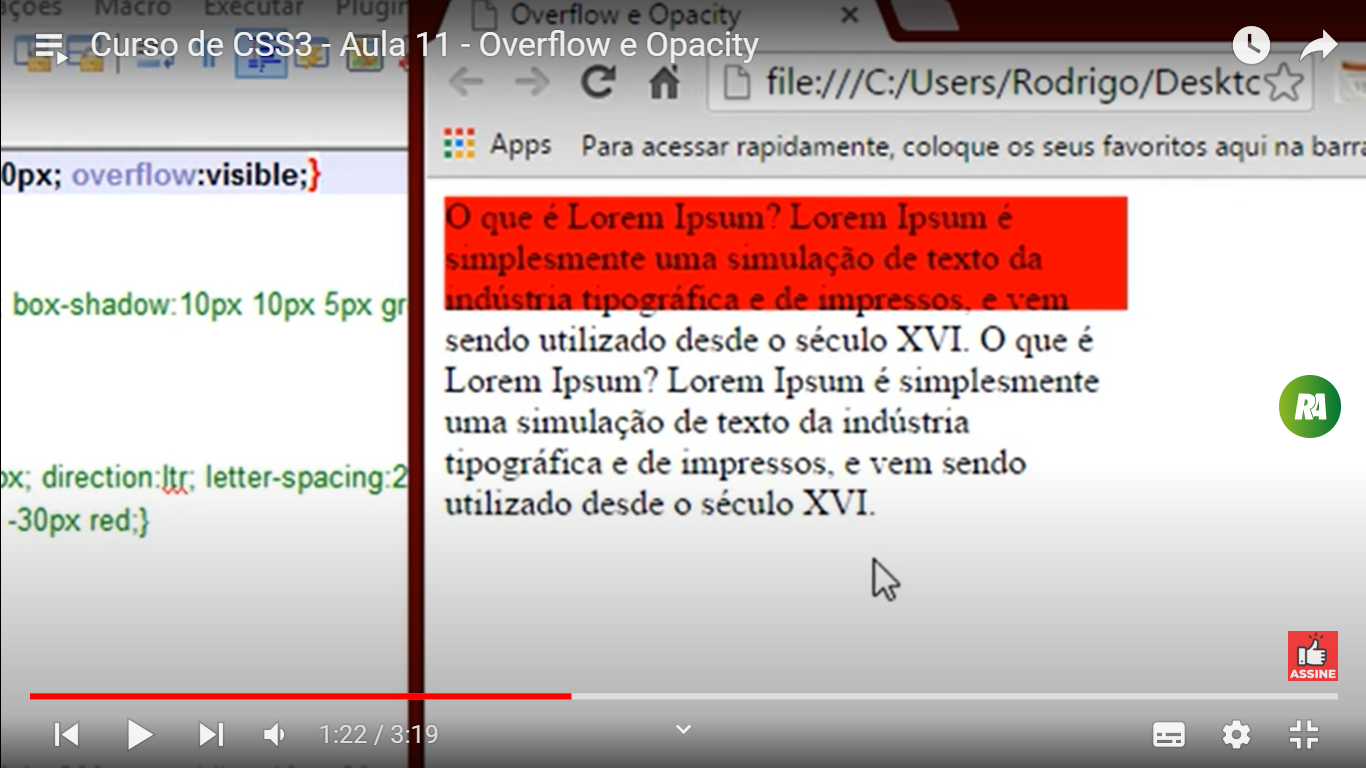 ações Macro Executar Plugin
Overflow e Opacity
Curso de CSS3 - Aula 11 - Overflow e Opacity
file:///C:/Users/Rodrigo/Desktc
Apps Para acessar rapidamente, coloque os seus favoritos aqui na barra
0px; overflow:visible;}
box-shadow:10px 10px 5px gr
px; direction:ltr; letter-spacing:2
-30px red;}
O que é Lorem Ipsum? Lorem Ipsum é
simplesmente uma simulação de texto da
indústria tipográfica e de impressos, e vem
sendo utilizado desde o século XVI. O que é
Lorem Ipsum? Lorem Ipsum é simplesmente
uma simulação de texto da indústria
tipográfica e de impressos, e vem sendo
utilizado desde o século XVI.
RA
ASSINE
1:22 / 3:19